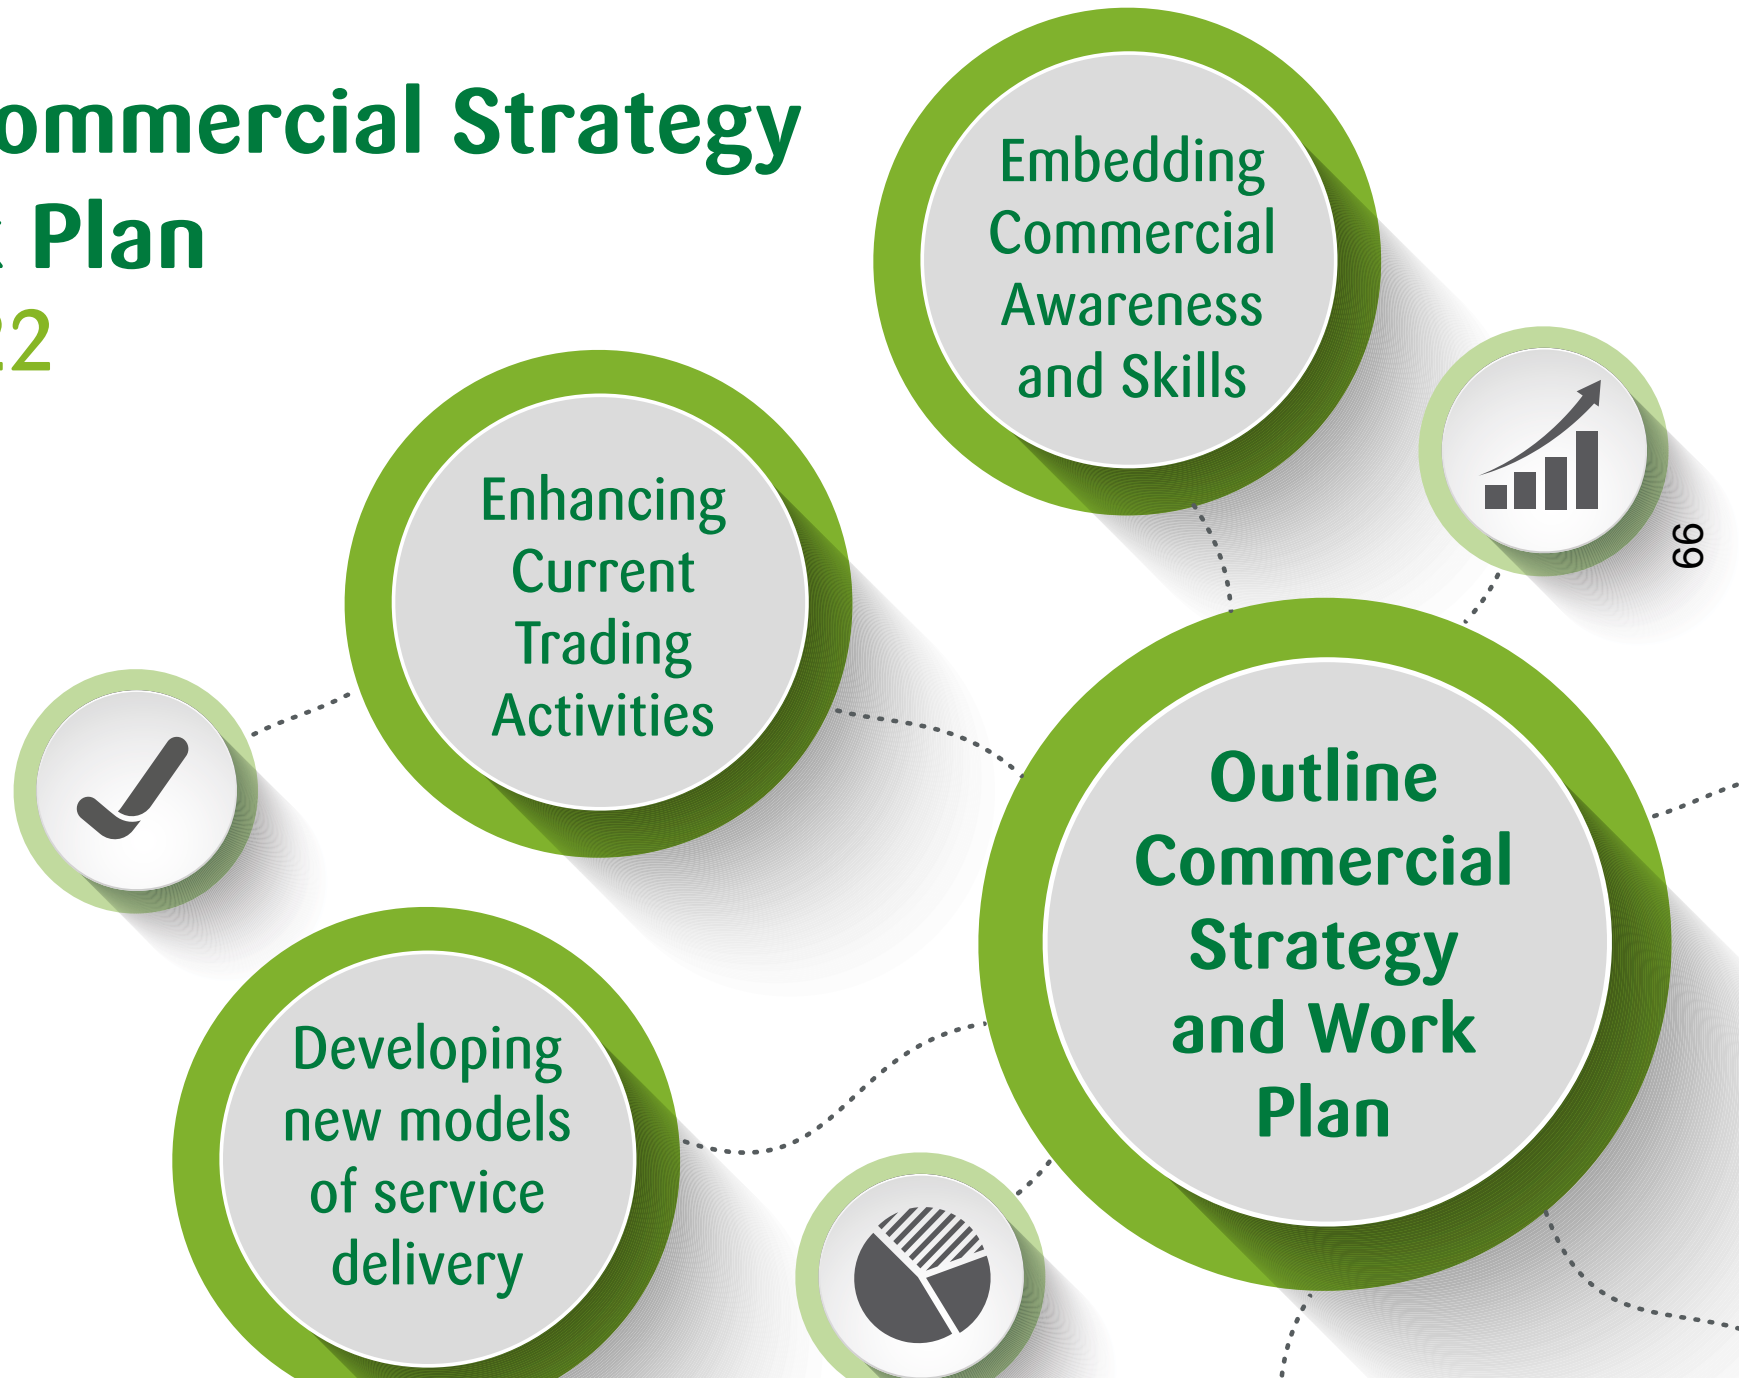 ommercial Strategy
Plan
22
Embedding
Commercial
Awareness
and Skills
Enhancing
Current
Trading
Activities
99
Outline
Commercial
Strategy
and Work
Plan
Developing
new models
of service
delivery